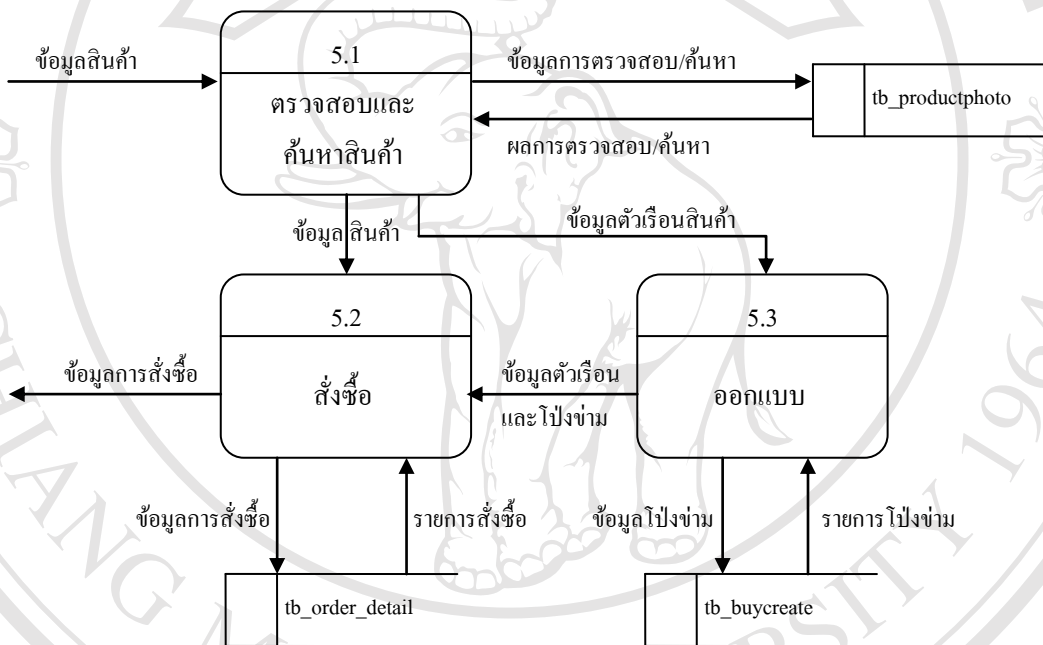 ข้อมูลสินค้า
5.1
ตรวจสอบและ
ค้นหาสินค้า
ข้อมูลการตรวจสอบ/ค้นหา
tb_productphoto
ผลการตรวจสอบ/ค้นหา
ข้อมูลสินค้า
ข้อมูลตัวเรือนสินค้า
5.2
สั่งซื้อ
5.3
ออกแบบ
ข้อมูลการสั่งซื้อ
ข้อมูลตัวเรือน
และโป่งข่าม
ข้อมูลการสั่งซื้อ
รายการสั่งซื้อ
ข้อมูลโป่งข่าม
รายการโป่งข่าม
tb_order_detail
tb_buycreate